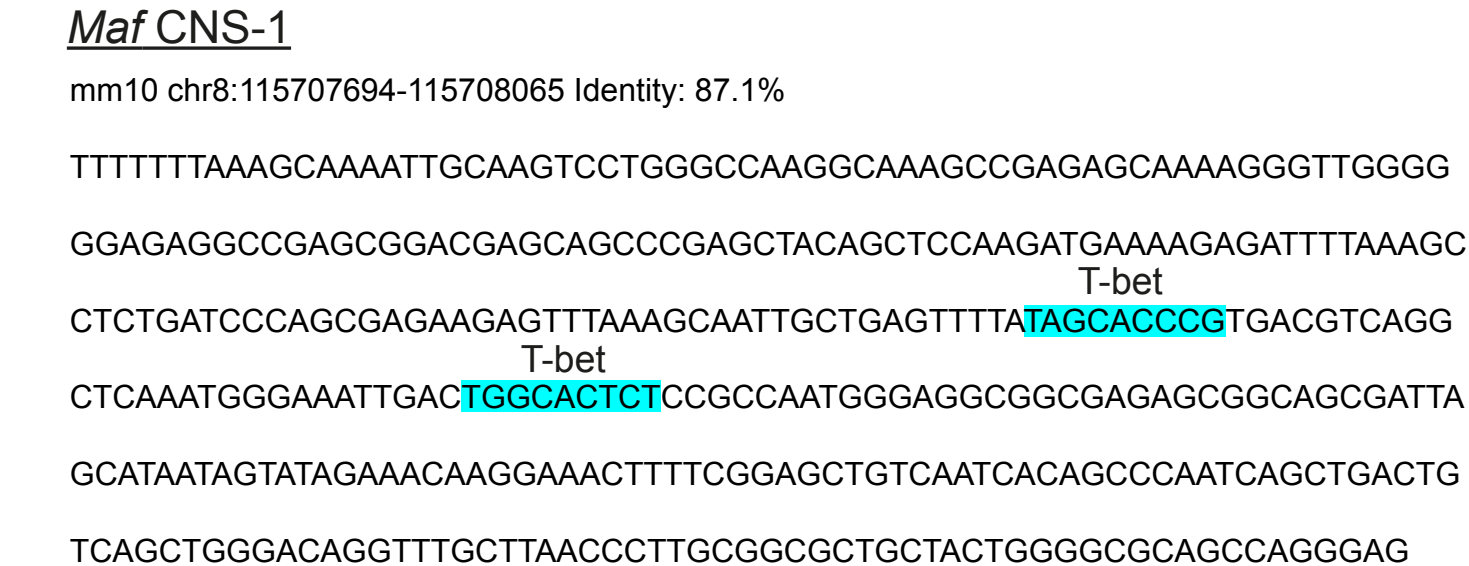 Maf CNS-1
mm10 chr8:115707694-115708065 Identity: 87.1%
TTTTTTTAAAGCAAAATTGCAAGTCCTGGGCCAAGGCAAAGCCGAGAGCAAAAGGGTTGGGG
GGAGAGGCCGAGCGGACGAGCAGCCCGAGCTACAGCTCCAAGATGAAAAGAGATTTTAAAGC
T-bet
CTCTGATCCCAGCGAGAAGAGTTTAAAGCAATTGCTGAGTTTTATAGCACCCGTGACGTCAGG
T-bet
CTCAAATGGGAAATTGACTGGCACTCTCCGCCAATGGGAGGCGGCGAGAGCGGCAGCGATTA
GCATAATAGTATAGAAACAAGGAAACTTTTCGGAGCTGTCAATCACAGCCCAATCAGCTGACTG
TCAGCTGGGACAGGTTTGCTTAACCCTTGCGGCGCTGCTACTGGGGCGCAGCCAGGGAG